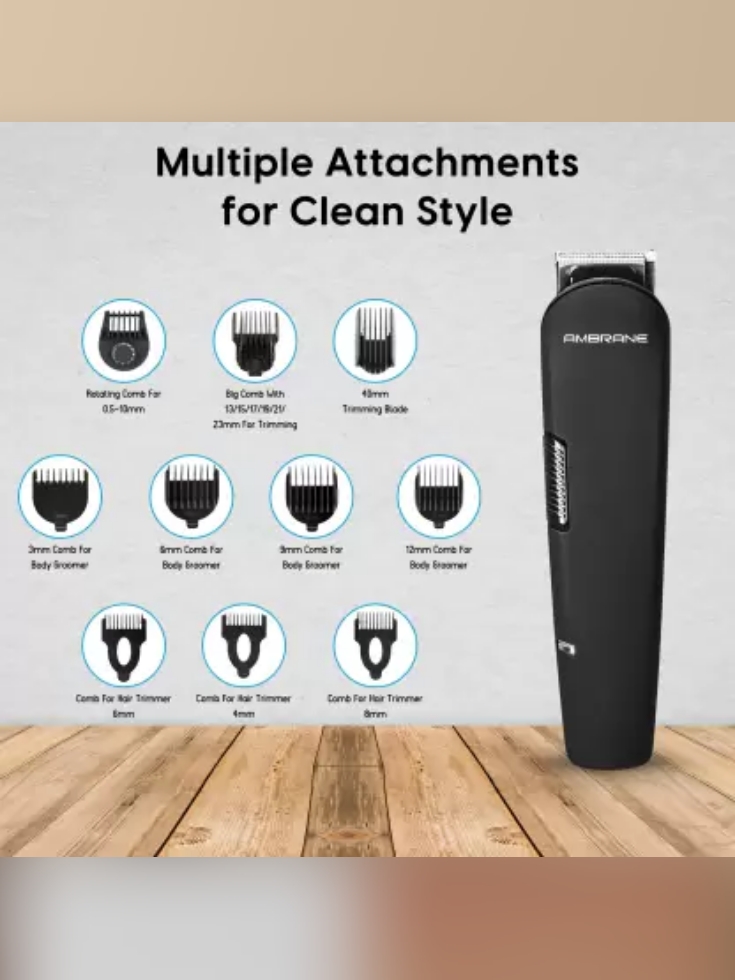 Multiple Attachments
for Clean Style
AMBRANE
Rotating Comb For
0.5-10mm
Big Comb With
13/15/17/19/21/
23mm For Trimming
40mm
Trimming Blade
3mm Comb For
Body Groomer
6mm Comb For
Body Groomer
9mm Comb For
Body Groomer
12mm Comb For
Body Groomer
Comb For Hair Trimmer
6mm
Comb For Hair Trimmer
4mm
Comb For Hair Trimmer
8mm